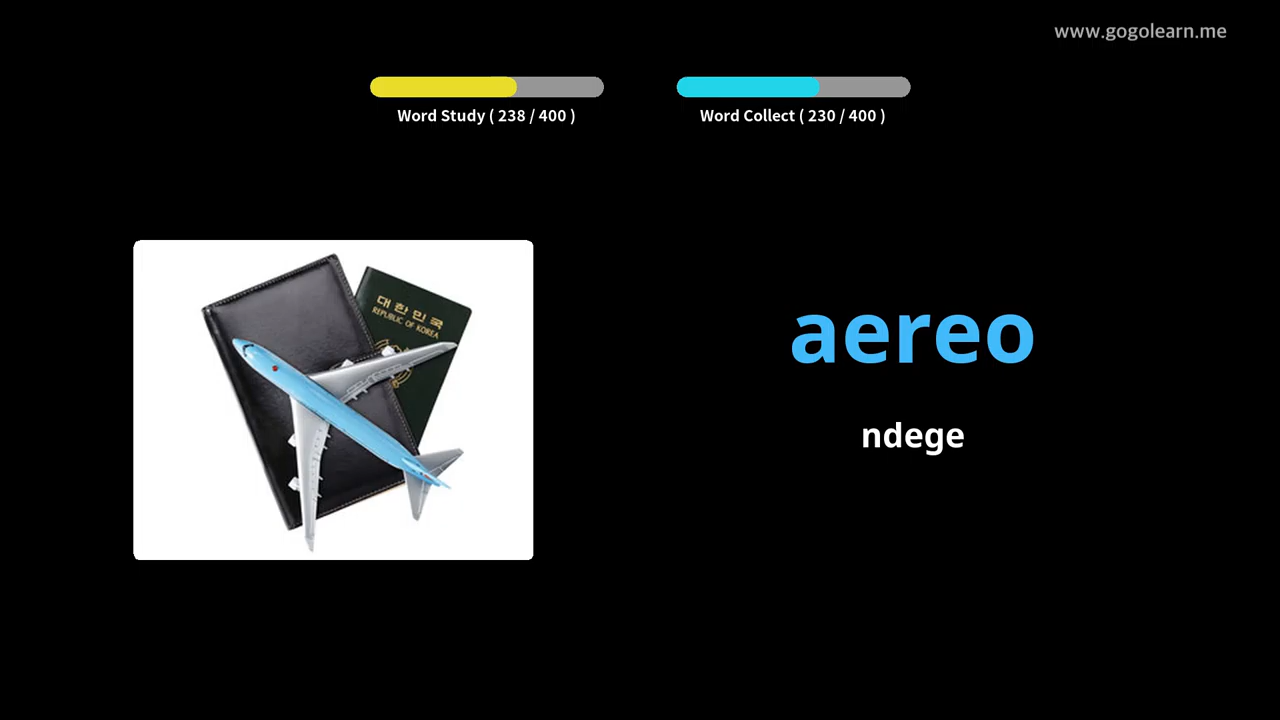 www.gogolearn.me
Word Study ( 238 / 400 )
Word Collect ( 230 / 400 )
대한민국
REPUBLIC OF KOREA
aereo
ndege